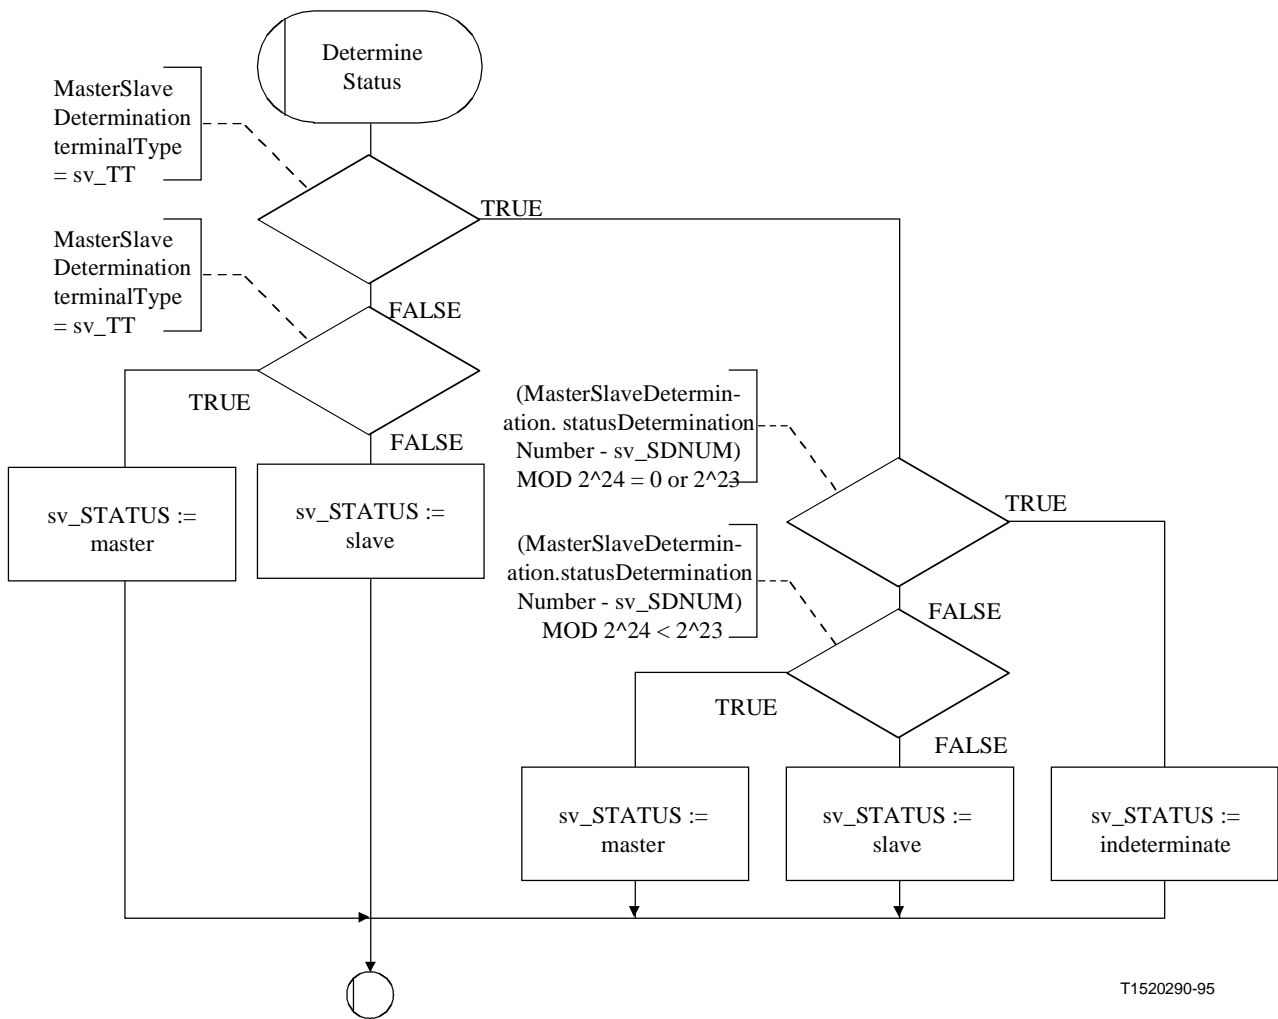 Determine
Status
MasterSlave
Determination
terminalType
= sv_TT
TRUE
MasterSlave
Determination
terminalType
= sv_TT
FALSE
TRUE
FALSE
sv_STATUS :=
master
sv_STATUS :=
slave
(MasterSlaveDetermin-
ation. statusDetermination
Number - sv_SDNUM)
MOD 2^24 = 0 or 2^23
TRUE
(MasterSlaveDetermin-
ation.statusDetermination
Number - sv_SDNUM)
MOD 2^24 < 2^23
FALSE
TRUE
FALSE
sv_STATUS :=
master
sv_STATUS :=
slave
sv_STATUS :=
indeterminate
T1520290-95